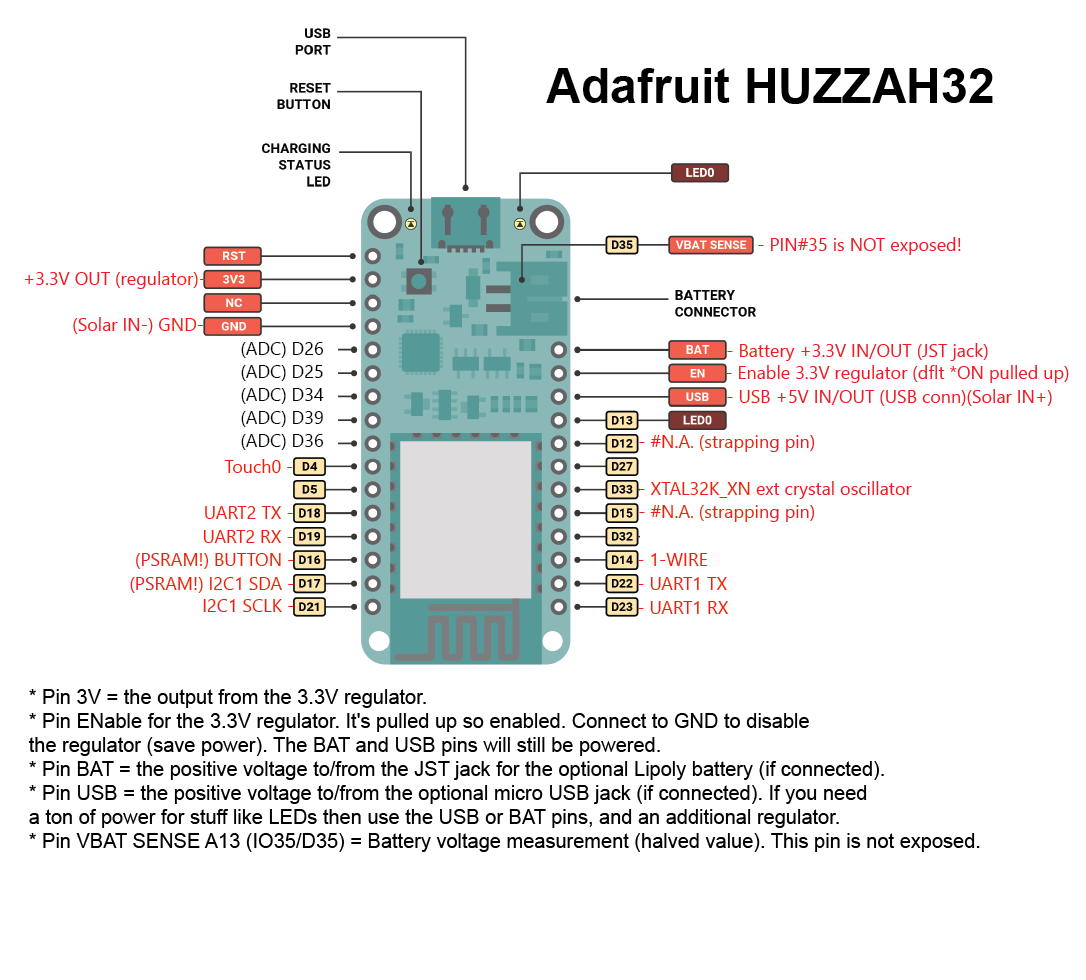 USB
PORT
Adafruit HUZZAH32
RESET
BUTTON
CHARGING
STATUS
LED
LED0
RST
+3.3V OUT (regulator)- 3V3
NC
(Solar IN-) GND- GND
(ADC) D26
(ADC) D25
(ADC) D34
(ADC) D39
(ADC) D36
Touch0 - D4
D5
UART2 TX - D18
UART2 RX - D19
(PSRAM!) BUTTON - D16
(PSRAM!) I2C1 SDA - D17
I2C1 SCLK - D21
D35 VBAT SENSE - PIN#35 is NOT exposed!
BATTERY
CONNECTOR
BAT - Battery +3.3V IN/OUT (JST jack)
EN - Enable 3.3V regulator (dflt *ON pulled up)
USB - USB +5V IN/OUT (USB conn)(Solar IN+)
D13 LED0
D12 - #N.A. (strapping pin)
D27
D33 - XTAL32K_XN ext crystal oscillator
D15 - #N.A. (strapping pin)
D32 -
D14 - 1-WIRE
D22 - UART1 TX
D23 - UART1 RX
* Pin 3V = the output from the 3.3V regulator.
* Pin ENable for the 3.3V regulator. It's pulled up so enabled. Connect to GND to disable
the regulator (save power). The BAT and USB pins will still be powered.
* Pin BAT = the positive voltage to/from the JST jack for the optional Lipoly battery (if connected).
* Pin USB = the positive voltage to/from the optional micro USB jack (if connected). If you need
a ton of power for stuff like LEDs then use the USB or BAT pins, and an additional regulator.
* Pin VBAT SENSE A13 (IO35/D35) = Battery voltage measurement (halved value). This pin is not exposed.